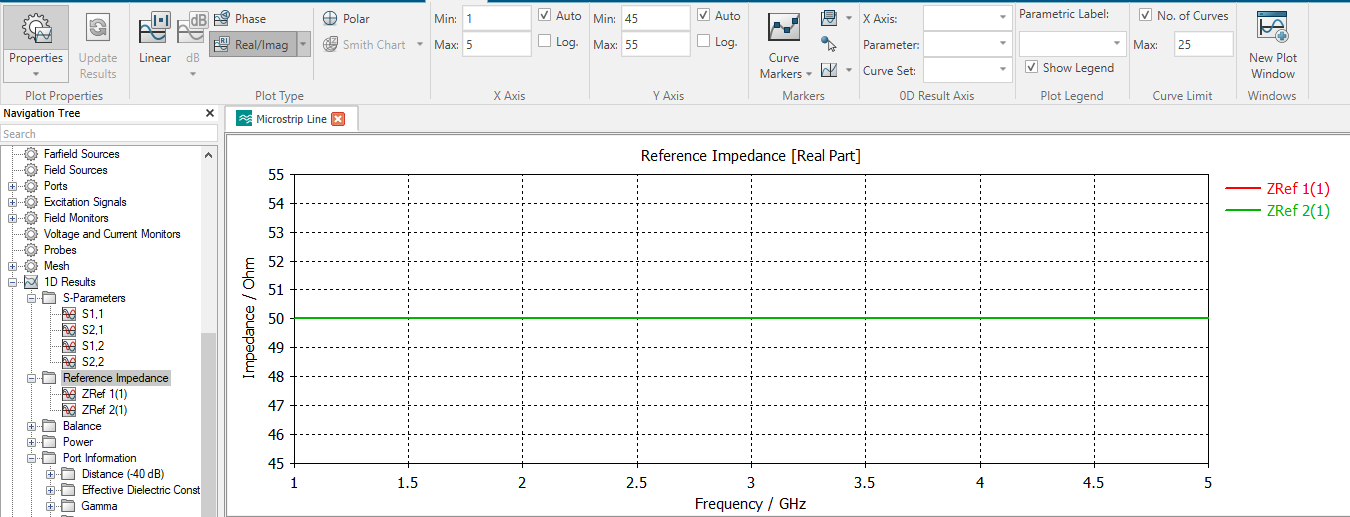 Properties
Update Results
Plot Properties
Linear
dB
dB
Phase
Real/Imag
Polar
Smith Chart
Plot Type
Min: 1
Max: 5
Auto
Log.
X Axis
Min: 45
Max: 55
Auto
Log.
Y Axis
Curve Markers
Markers
X Axis:
Parameter:
Curve Set:
0D Result Axis
Parametric Label:
Show Legend
Plot Legend
No. of Curves
Max: 25
Curve Limit
New Plot Window
Windows
Navigation Tree
Search
Farfield Sources
Field Sources
Ports
Excitation Signals
Field Monitors
Voltage and Current Monitors
Probes
Mesh
1D Results
S-Parameters
S1,1
S2,1
S1,2
S2,2
Reference Impedance
ZRef 1(1)
ZRef 2(1)
Balance
Power
Port Information
Distance (-40 dB)
Effective Dielectric Const
Gamma
Microstrip Line
Reference Impedance [Real Part]
ZRef 1(1)
ZRef 2(1)
Impedance / Ohm
55
54
53
52
51
50
49
48
47
46
45
1 1.5 2 2.5 3 3.5 4 4.5 5
Frequency / GHz